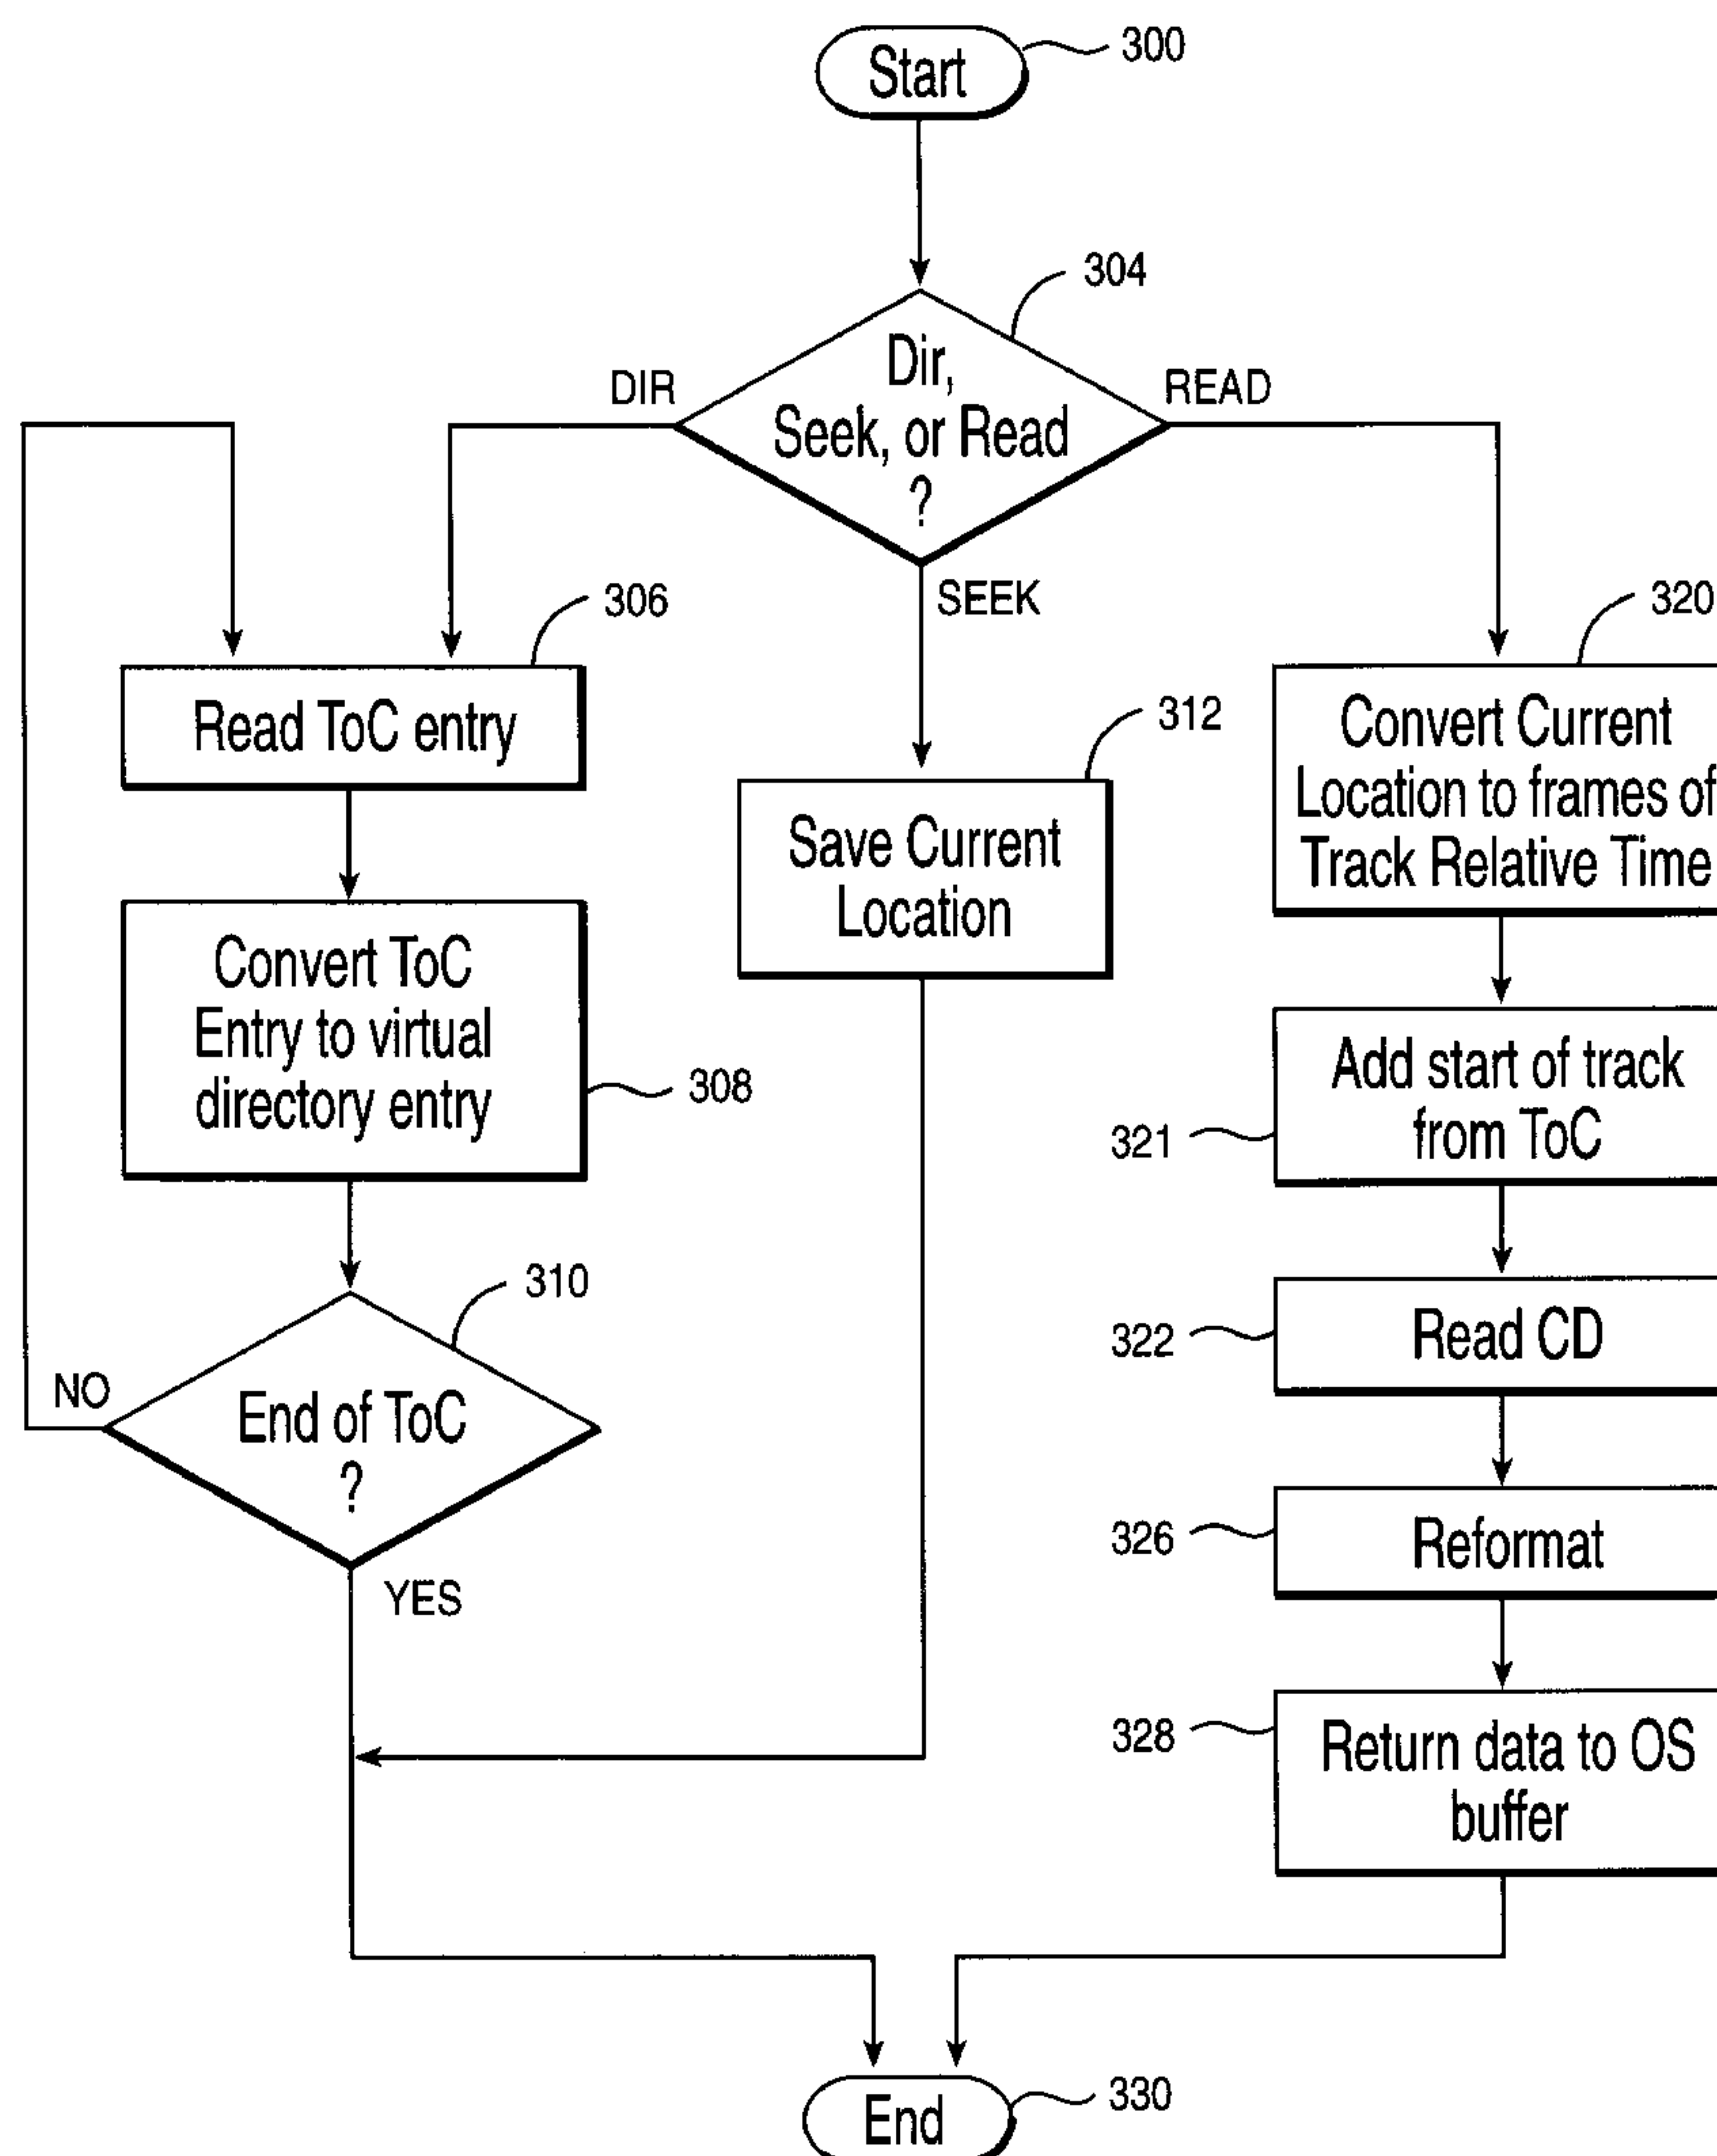 Start
300
304
Dir,
Seek, or Read
?
DIR
READ
SEEK
306
Read ToC entry
312
Save Current
Location
320
Convert Current
Location to frames of
Track Relative Time
Convert ToC
Entry to virtual
directory entry
308
321
Add start of track
from ToC
310
End of ToC
?
NO
YES
322
Read CD
326
Reformat
328
Return data to OS
buffer
End
330